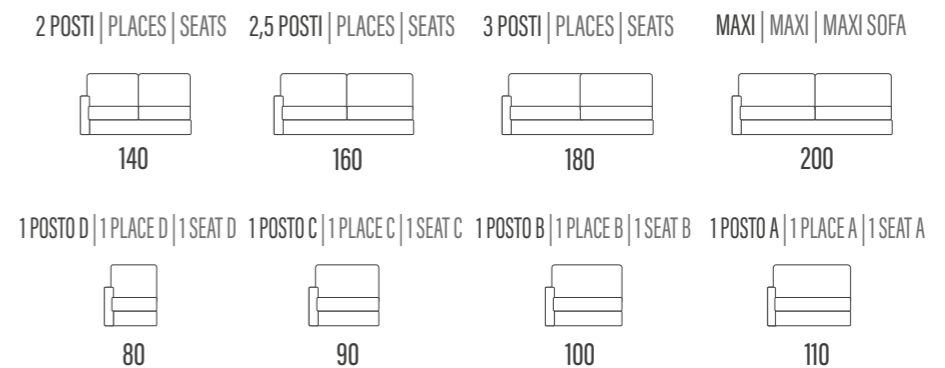 2 POSTI | PLACES | SEATS 2,5 POSTI | PLACES | SEATS 3 POSTI | PLACES | SEATS MAXI | MAXI | MAXI SOFA
140 160 180 200
1 POSTO D | 1 PLACE D | 1 SEAT D 1 POSTO C | 1 PLACE C | 1 SEAT C 1 POSTO B | 1 PLACE B | 1 SEAT B 1 POSTO A | 1 PLACE A | 1 SEAT A
80 90 100 110